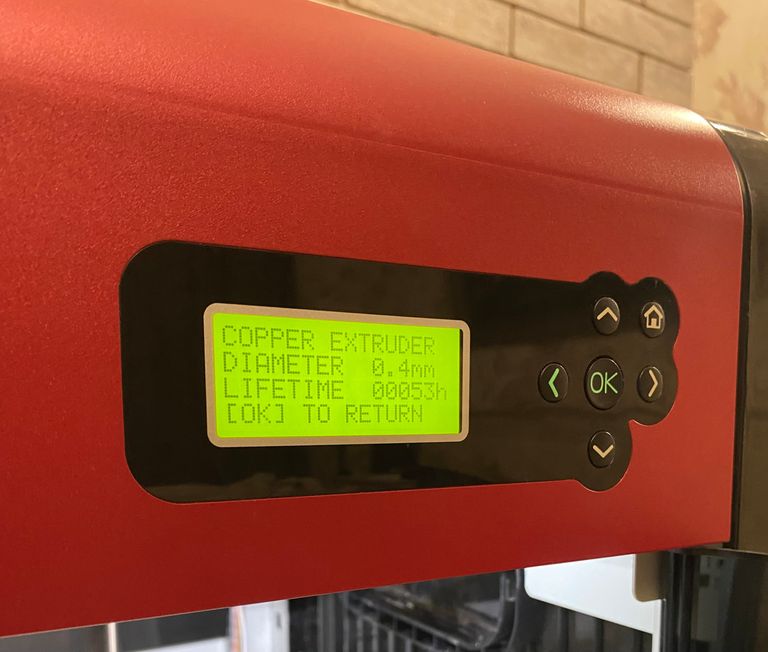 COPPER EXTRUDER
DIAMETER 0.4mm
LIFETIME 00053h
[OK] TO RETURN
OK